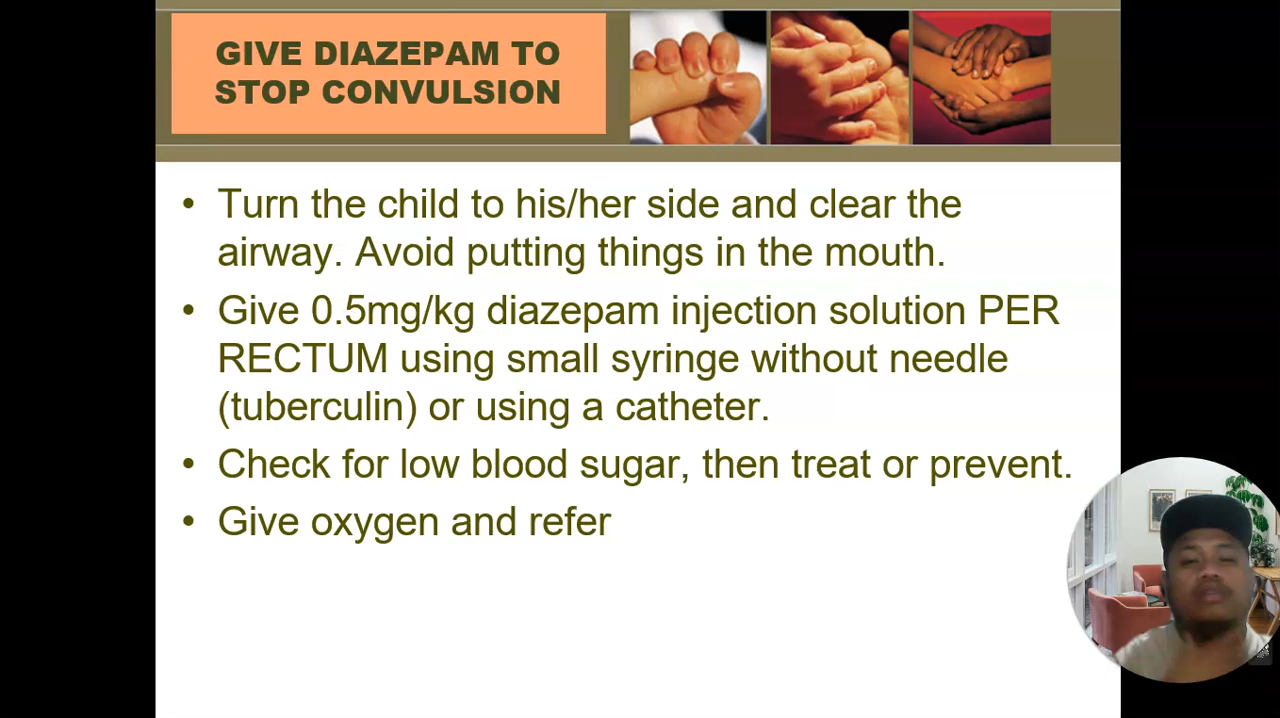 GIVE DIAZEPAM TO
STOP CONVULSION
• Turn the child to his/her side and clear the
airway. Avoid putting things in the mouth.
• Give 0.5mg/kg diazepam injection solution PER
RECTUM using small syringe without needle
(tuberculin) or using a catheter.
• Check for low blood sugar, then treat or prevent.
• Give oxygen and refer